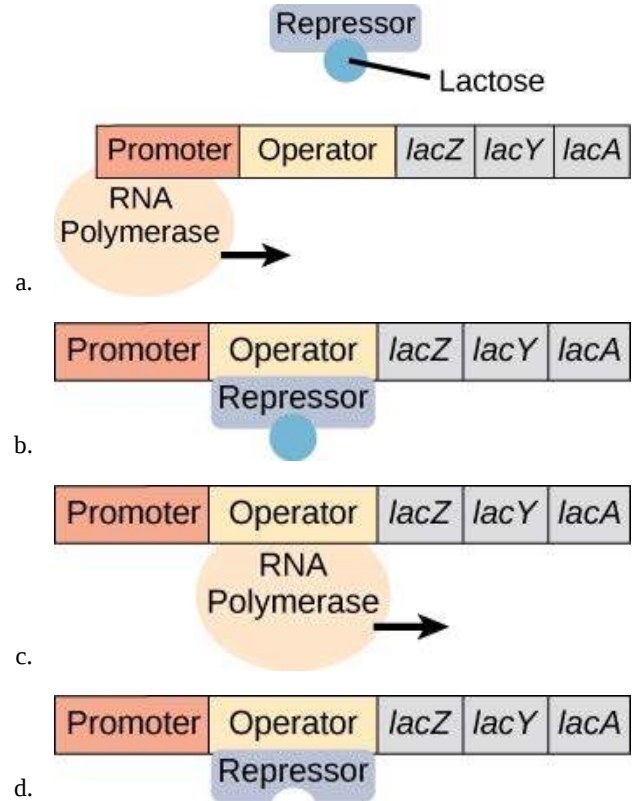 Repressor
Lactose
Promoter Operator lacZ lacY lacA
RNA
Polymerase
a.
Promoter Operator lacZ lacY lacA
Repressor
b.
Promoter Operator lacZ lacY lacA
RNA
Polymerase
c.
Promoter Operator lacZ lacY lacA
Repressor
d.